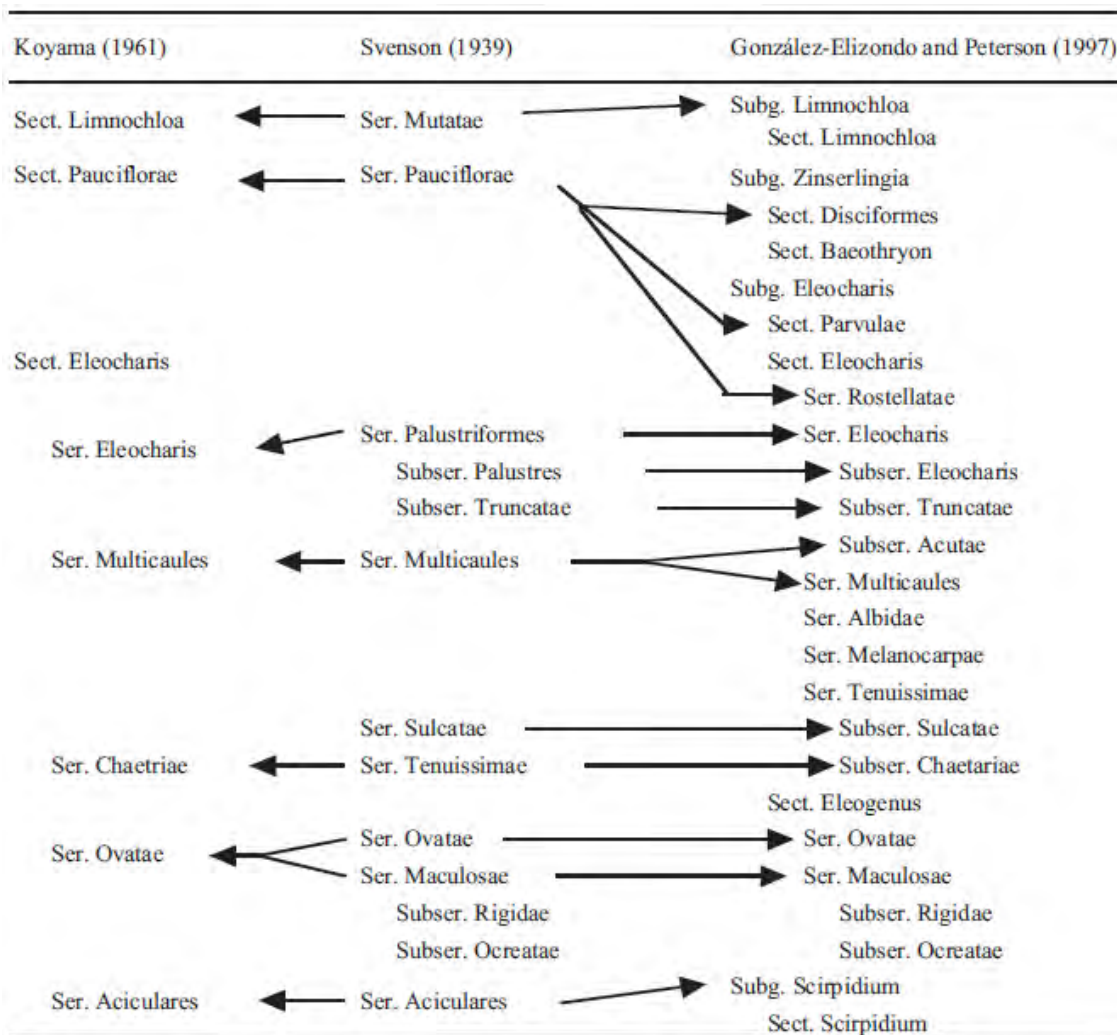 Koyama (1961) Svenson (1939) González-Elizondo and Peterson (1997)
Sect. Limnochloa Ser. Mutatae Subg. Limnochloa
Sect. Limnochloa
Sect. Pauciflorae Ser. Pauciflorae Subg. Zinserlingia
Sect. Disciformes
Sect. Baeothryon
Subg. Eleocharis
Sect. Parvulae
Sect. Eleocharis Sect. Eleocharis
Ser. Rostellatae
Ser. Eleocharis Ser. Palustriformes Ser. Eleocharis
Subser. Palustres Subser. Eleocharis
Subser. Truncatae Subser. Truncatae
Subser. Acutae
Ser. Multicaules Ser. Multicaules Ser. Multicaules
Ser. Albidae
Ser. Melanocarpae
Ser. Tenuissimae
Ser. Sulcatae Subser. Sulcatae
Ser. Chaetriae Ser. Tenuissimae Subser. Chaetariae
Sect. Eleogenus
Ser. Ovatae Ser. Ovatae Ser. Ovatae
Ser. Maculosae Ser. Maculosae
Subser. Rigidae Subser. Rigidae
Subser. Ocreatae Subser. Ocreatae
Ser. Aciculares Ser. Aciculares Subg. Scirpidium
Sect. Scirpidium